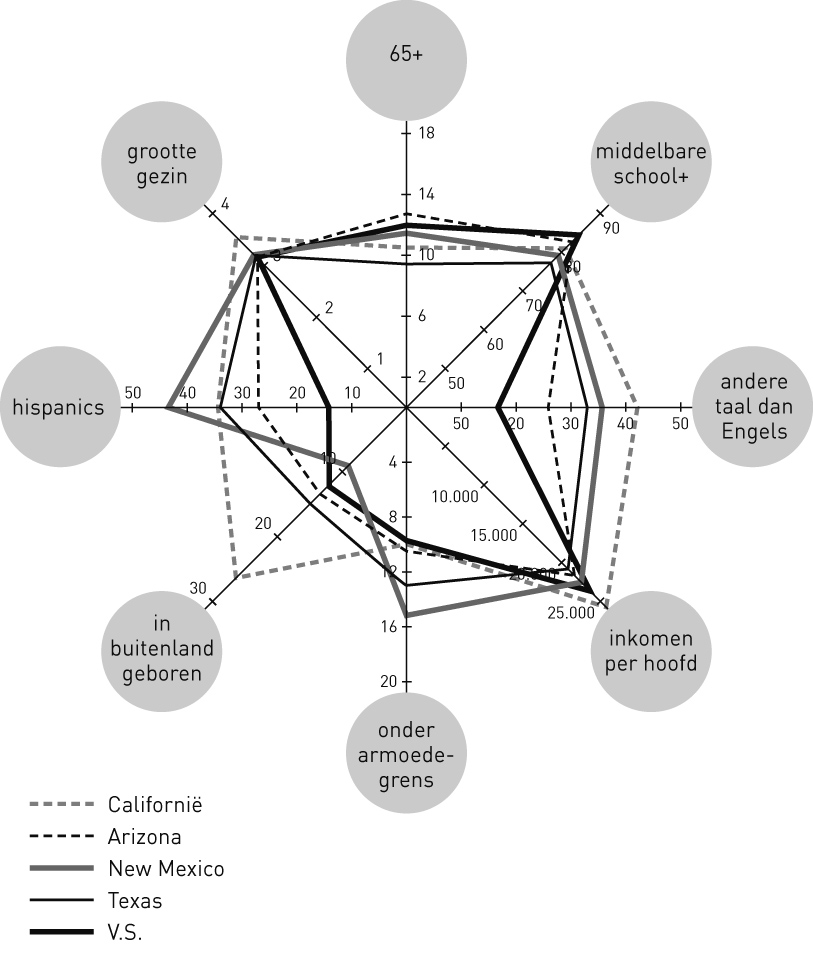 65+
18
14
10
6
2
middelbare
school+
90
80
70
60
50
andere
taal dan
Engels
50
20
30
40
50
inkomen
per hoofd
10.000
15.000
20.000
25.000
onder
armoede-
grens
4
8
12
16
20
in
buitenland
geboren
10
20
30
hispanics
50
40
30
20
10
grootte
gezin
4
3
2
1
Californië
Arizona
New Mexico
Texas
V.S.